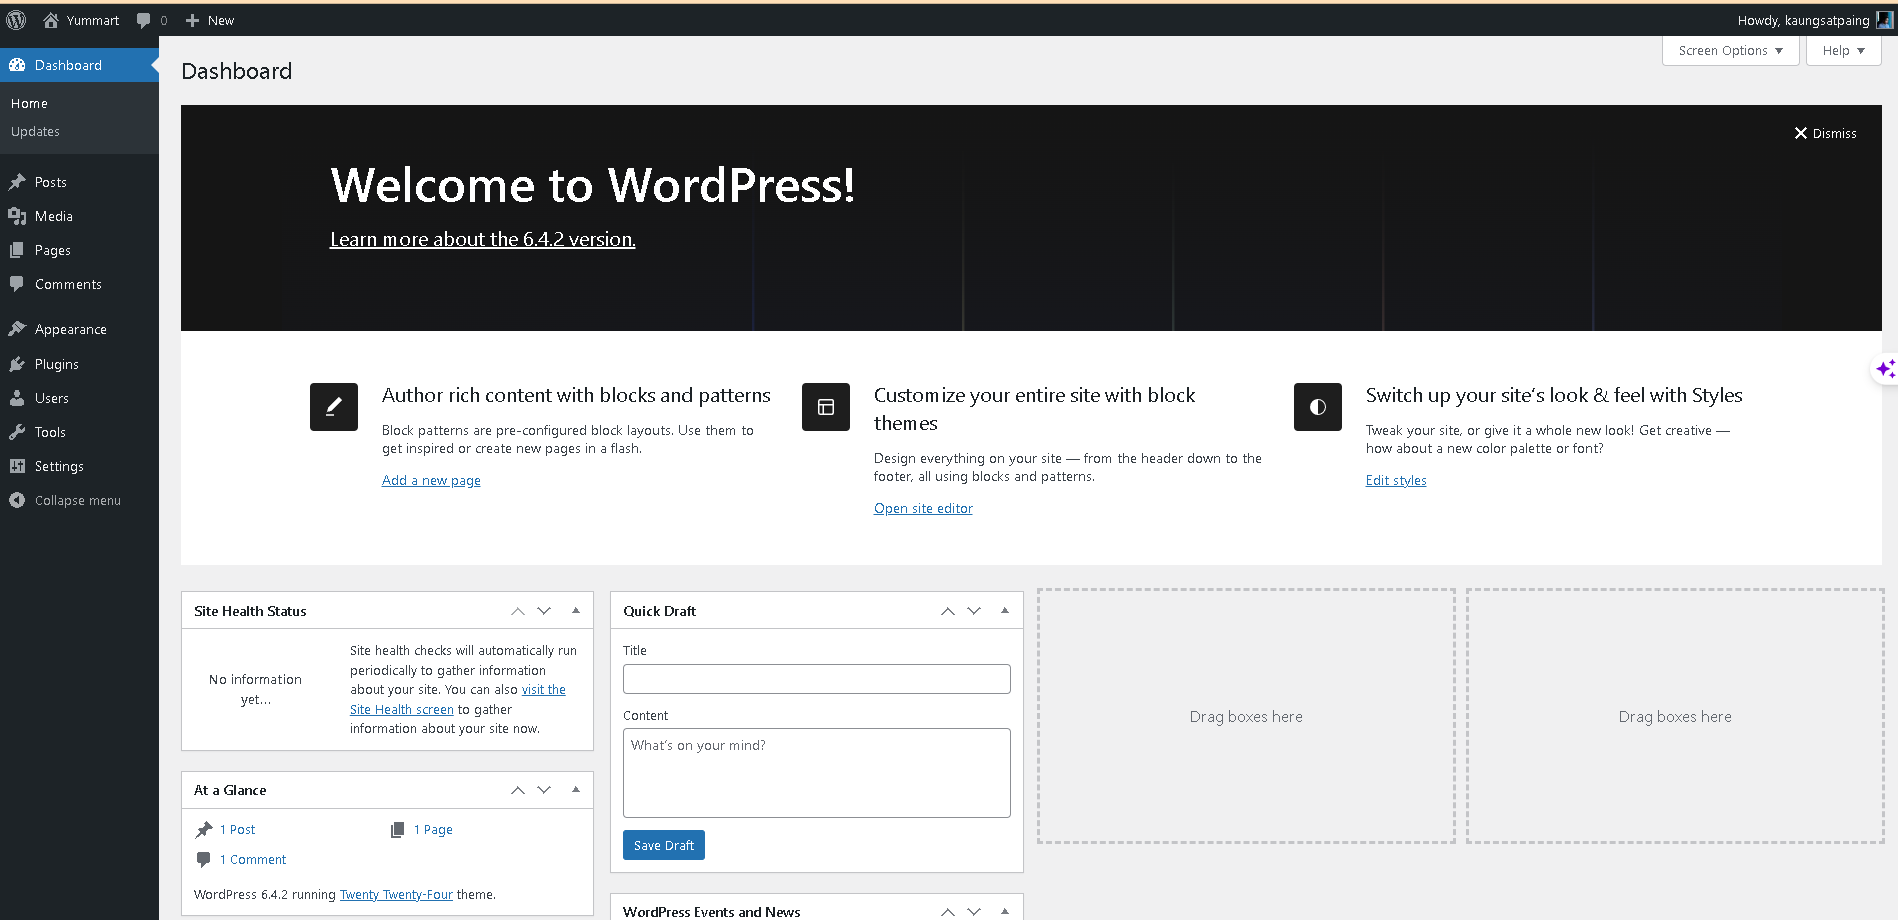 Yummart
0
New
Howdy, kaungsatpaing
Dashboard
Home
Updates
Posts
Media
Pages
Comments
Appearance
Plugins
Users
Tools
Settings
Collapse menu
Screen Options
Help
Dashboard
Dismiss
Welcome to WordPress!
Learn more about the 6.4.2 version.
Author rich content with blocks and patterns
Block patterns are pre-configured block layouts. Use them to
get inspired or create new pages in a flash.
Add a new page
Customize your entire site with block
themes
Design everything on your site — from the header down to the
footer, all using blocks and patterns.
Open site editor
Switch up your site's look & feel with Styles
Tweak your site, or give it a whole new look! Get creative —
how about a new color palette or font?
Edit styles
Site Health Status
No information
yet…
Site health checks will automatically run
periodically to gather information
about your site. You can also visit the
Site Health screen to gather
information about your site now.
At a Glance
1 Post
1 Page
1 Comment
WordPress 6.4.2 running Twenty Twenty-Four theme.
Quick Draft
Title
Content
What's on your mind?
Save Draft
WordPress Events and News
Drag boxes here
Drag boxes here